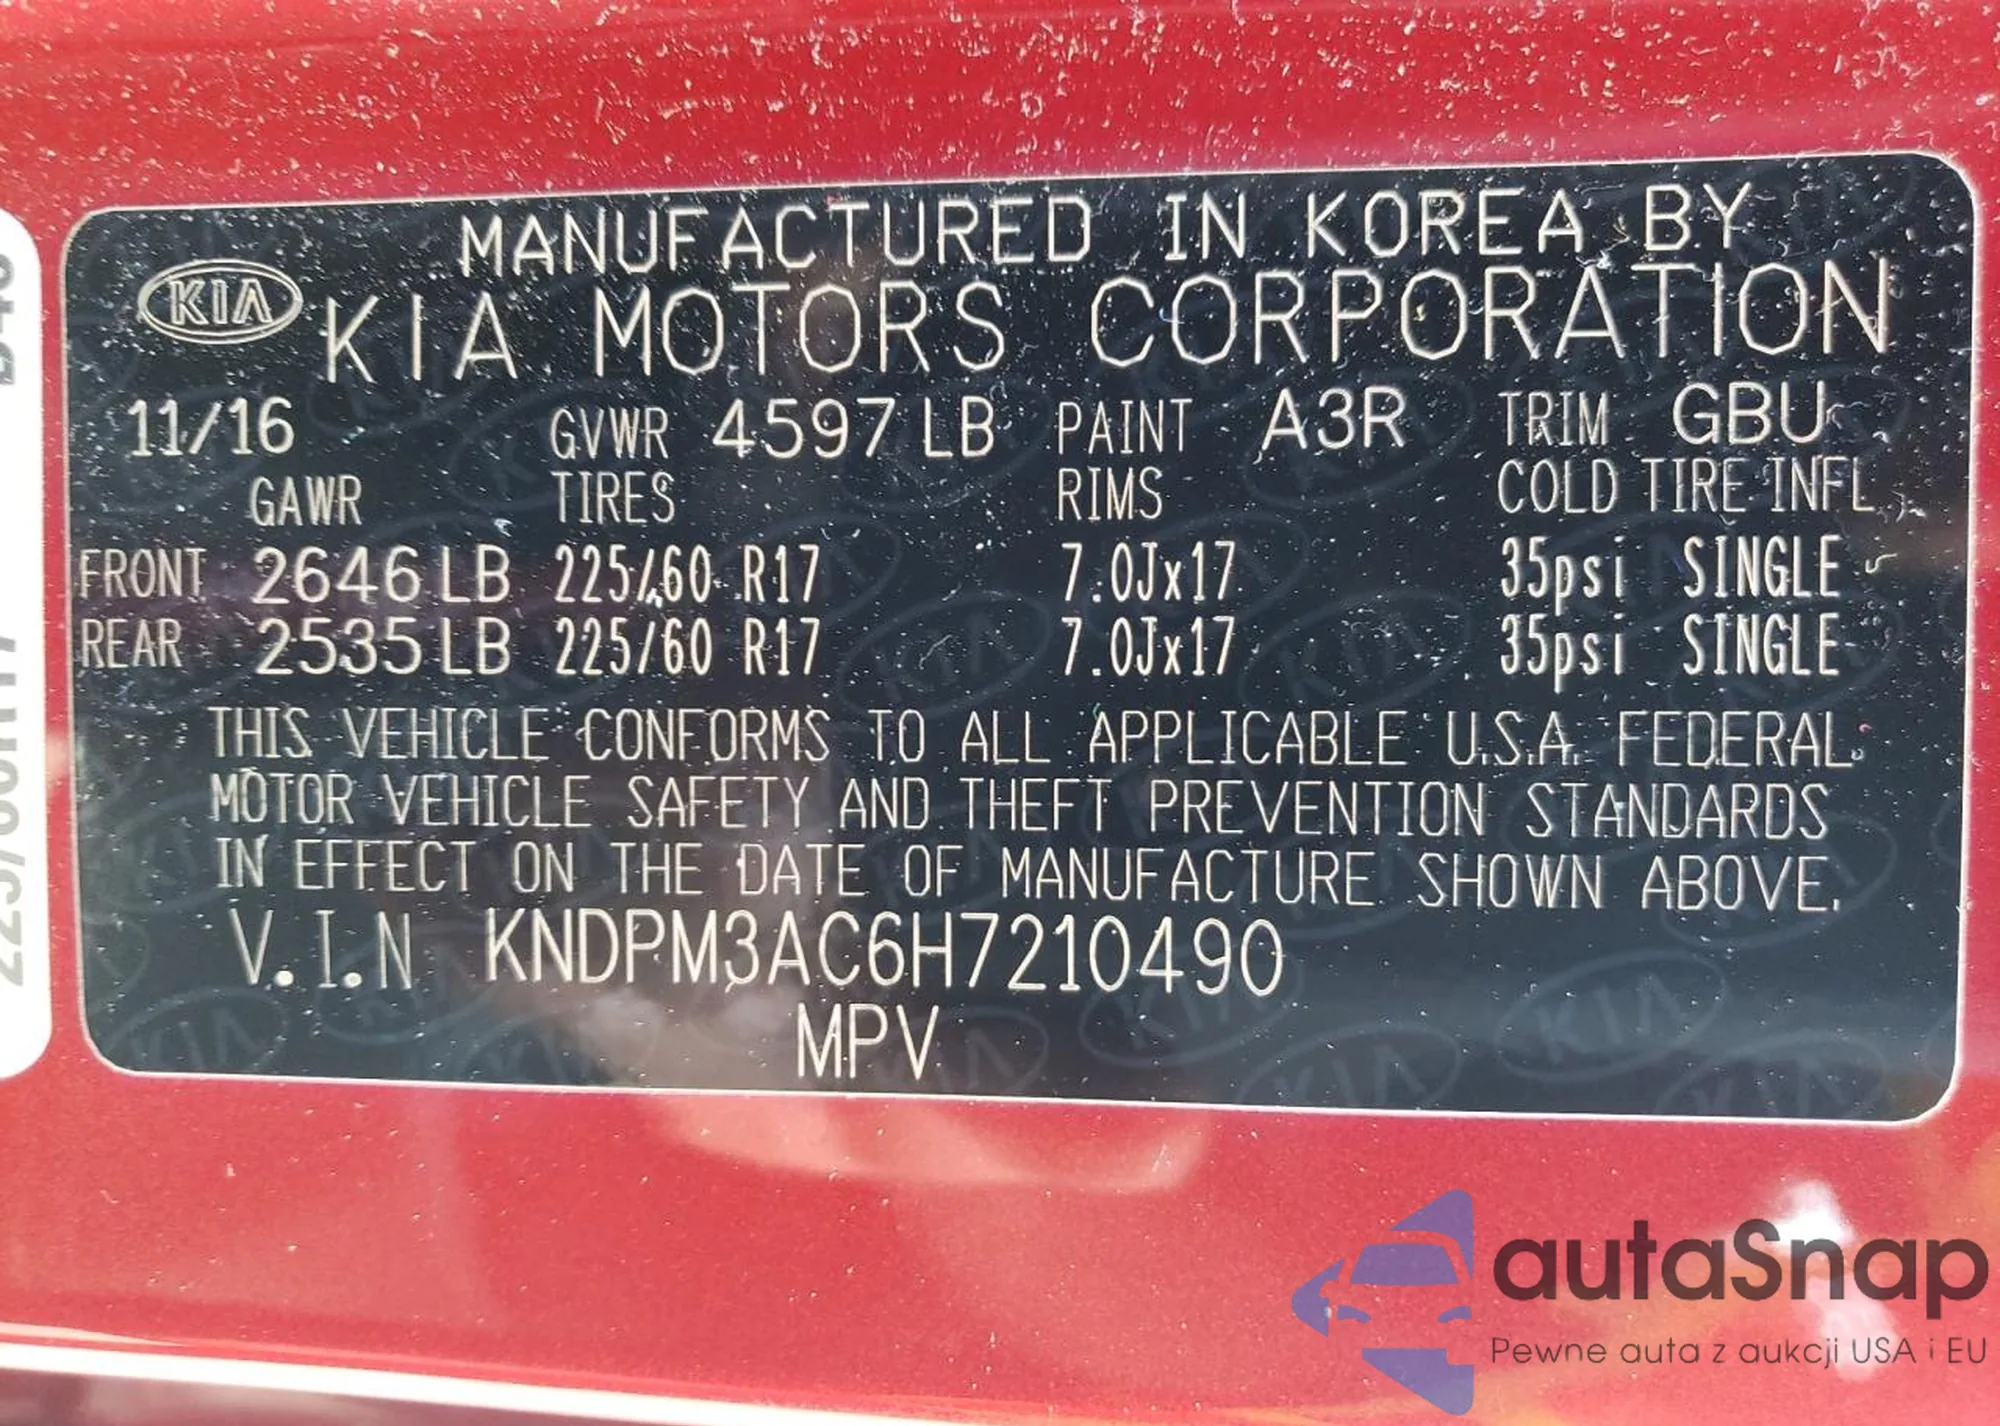 MANUFACTURED IN KOREA BY
KIA KIA MOTORS CORPORATION
11/16 GVWR 4597 LB PAINT A3R TRIM GBU
GAWR TIRES RIMS COLD TIRE INFL
FRONT 2646 LB 225/60 R17 7.0Jx17 35psi SINGLE
REAR 2535 LB 225/60 R17 7.0Jx17 35psi SINGLE
THIS VEHICLE CONFORMS TO ALL APPLICABLE U.S.A. FEDERAL
MOTOR VEHICLE SAFETY AND THEFT PREVENTION STANDARDS
IN EFFECT ON THE DATE OF MANUFACTURE SHOWN ABOVE.
V.I.N KNDPM3AC6H7210490
MPV
autaSnap
Pewne auta z aukcji USA i EU